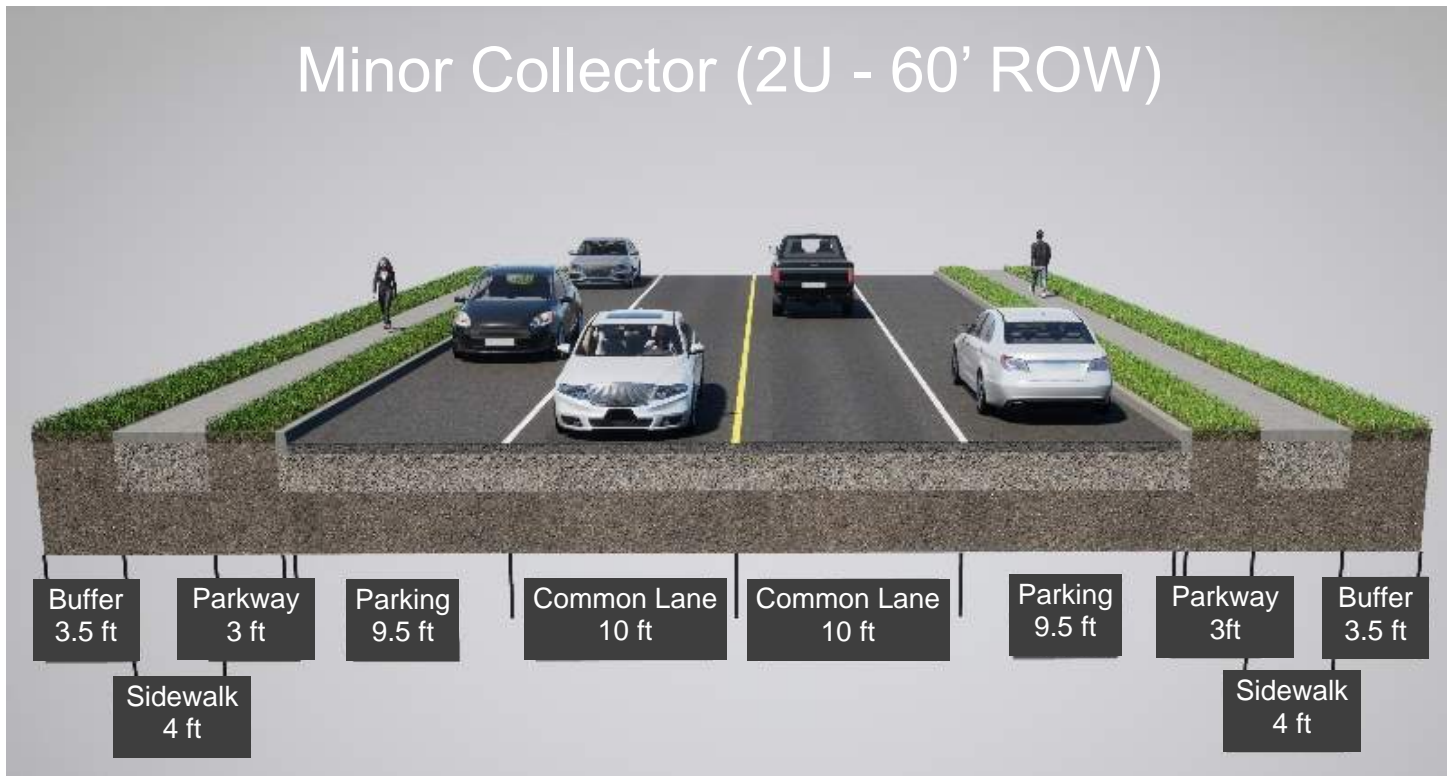 Minor Collector (2U - 60’ ROW)
Buffer
3.5 ft
Sidewalk
4 ft
Parkway
3 ft
Parking
9.5 ft
Common Lane
10 ft
Common Lane
10 ft
Parking
9.5 ft
Parkway
3ft
Sidewalk
4 ft
Buffer
3.5 ft